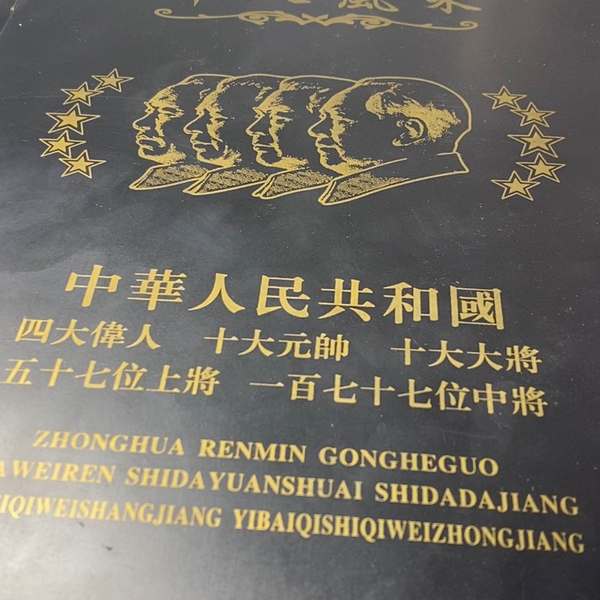 中華人民共和國
四大偉人 十大元帥 十大大將
五十七位上將 一百七十七位中將
ZHONGHUA RENMIN GONGHEGUO
AWEIREN SHIDAYUANSHUAI SHIDADAJIANG
IQIWEISHANGJIANG YIBAIQISHIQIWEIZHONGJIANG